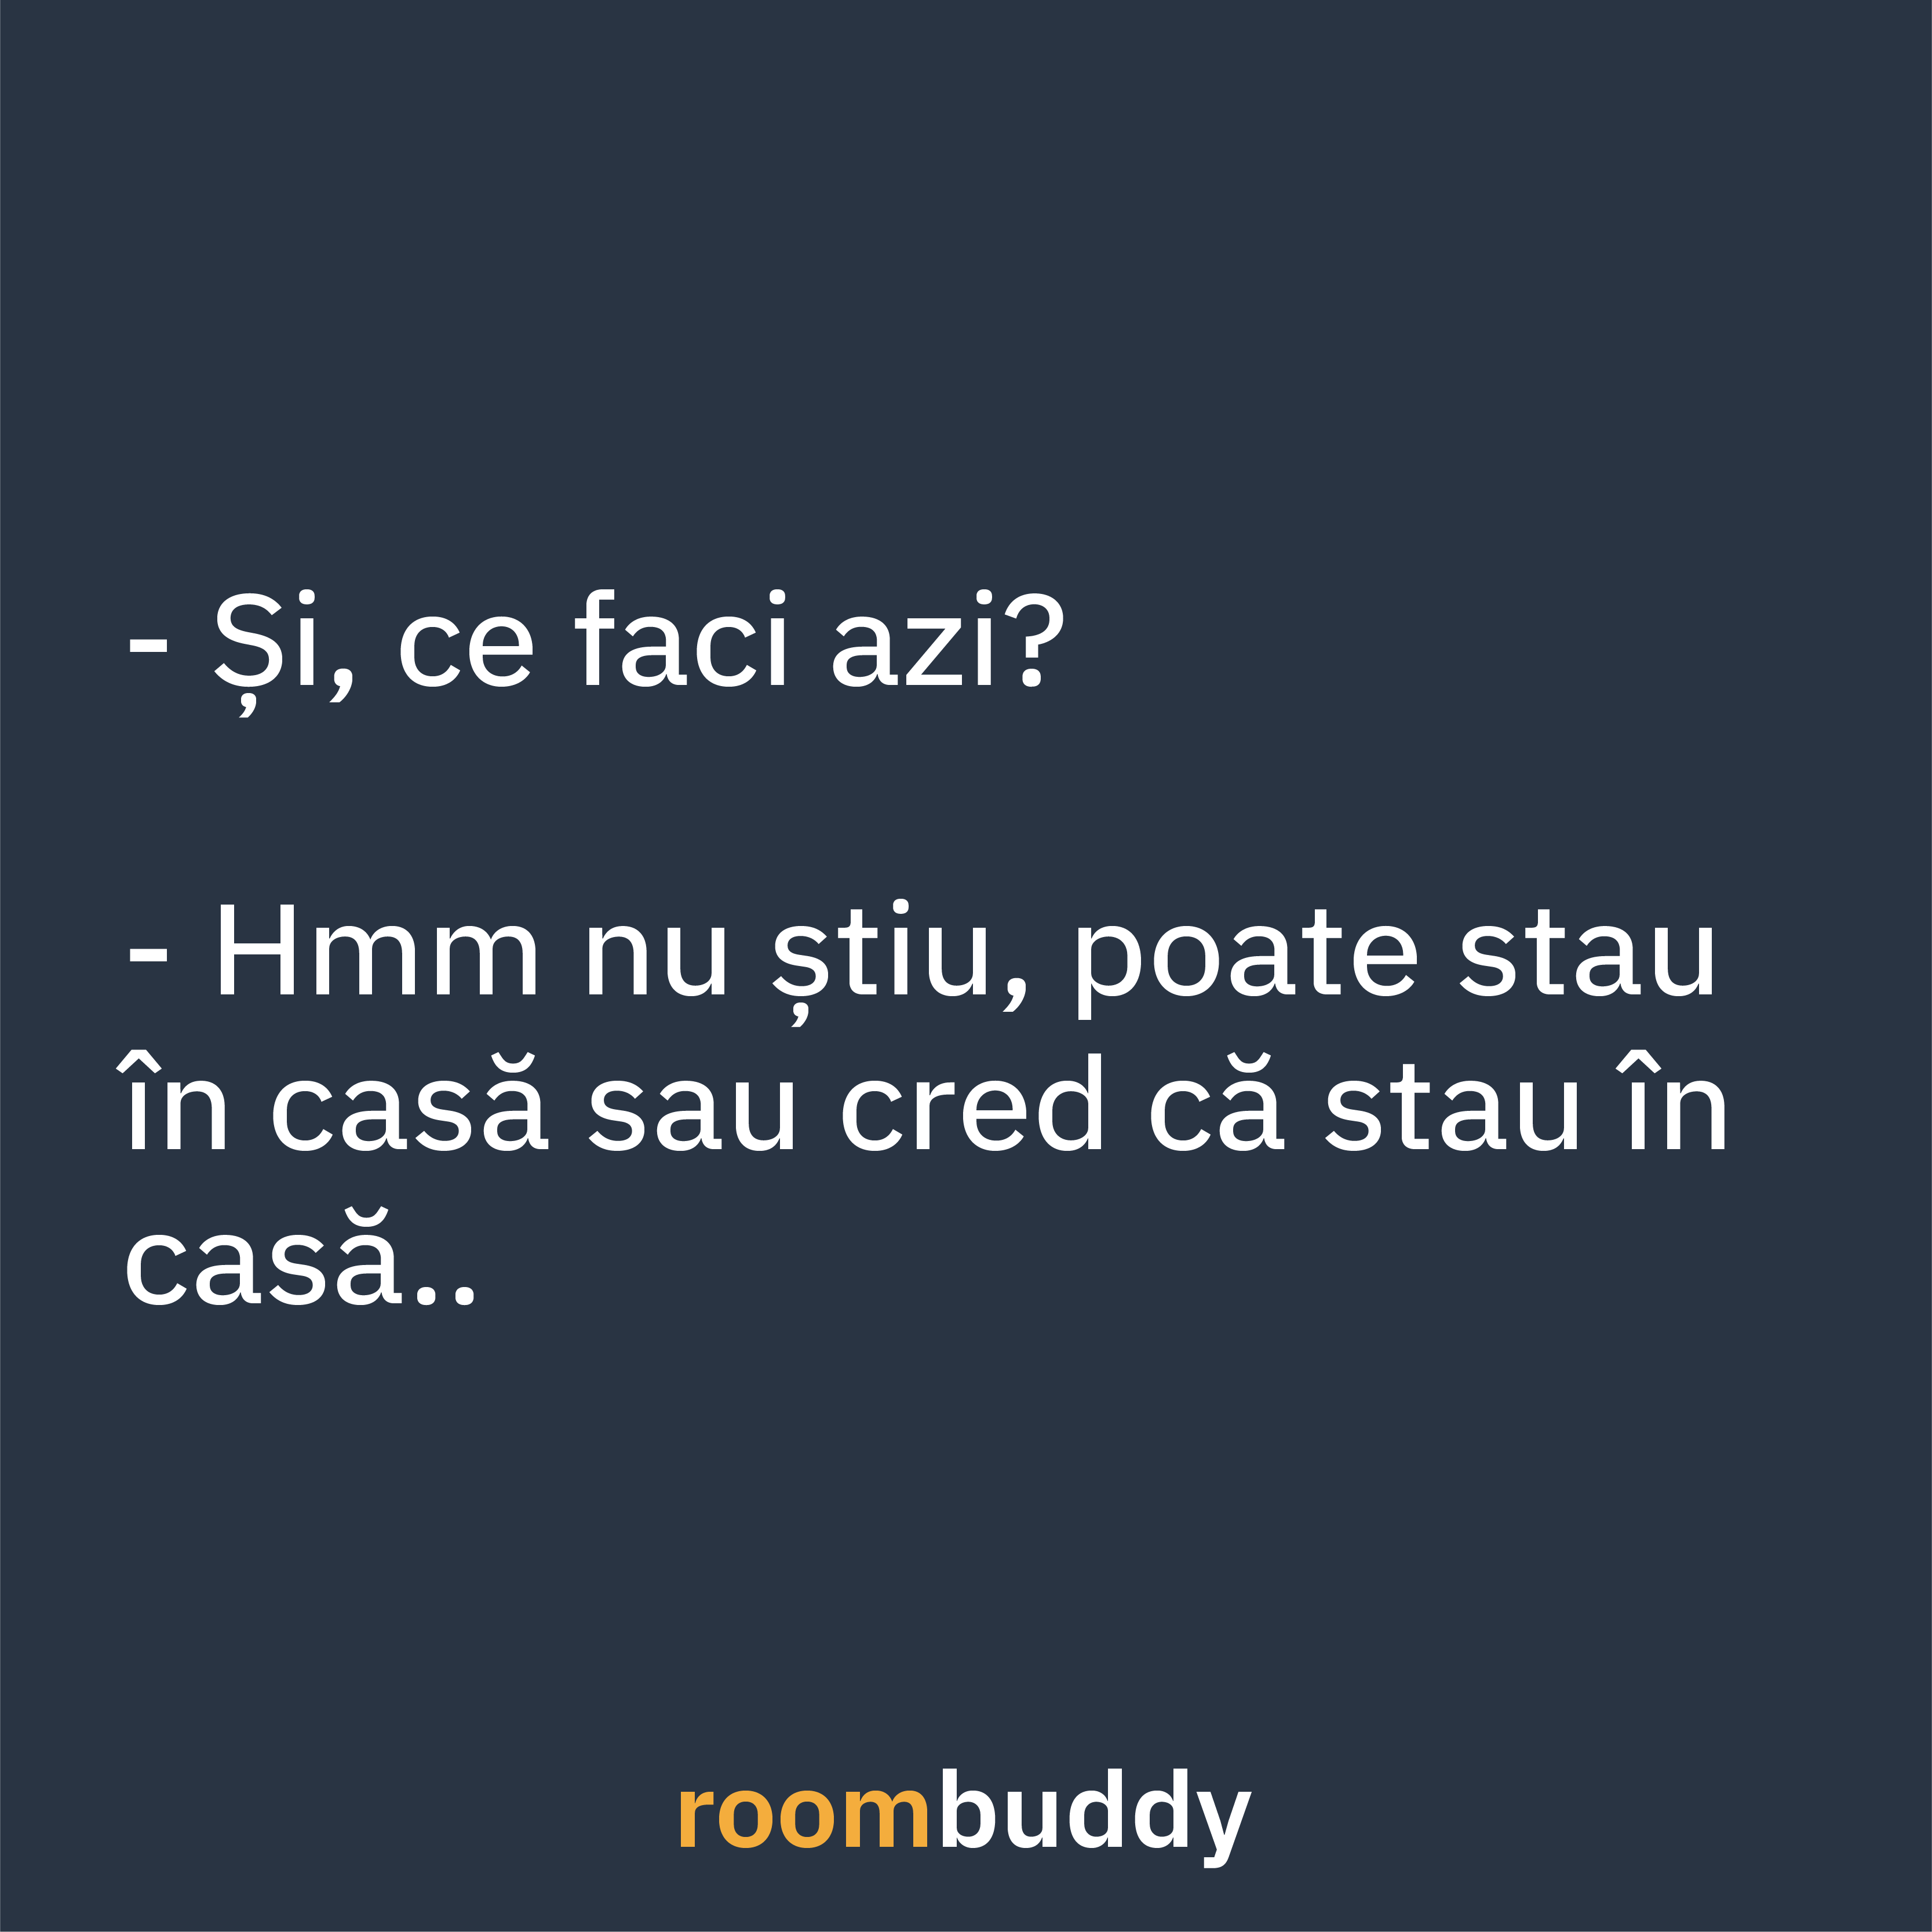 - Și, ce faci azi?
- Hmm nu știu, poate stau
în casă sau cred că stau în
casă..
roombuddy